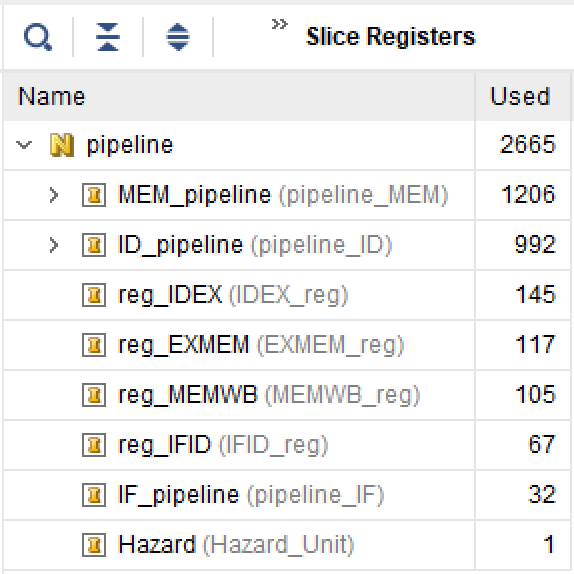 » Slice Registers
Name Used
pipeline 2665
MEM_pipeline (pipeline_MEM) 1206
ID_pipeline (pipeline_ID) 992
reg_IDEX (IDEX_reg) 145
reg_EXMEM (EXMEM_reg) 117
reg_MEMWB (MEMWB_reg) 105
reg_IFID (IFID_reg) 67
IF_pipeline (pipeline_IF) 32
Hazard (Hazard_Unit) 1